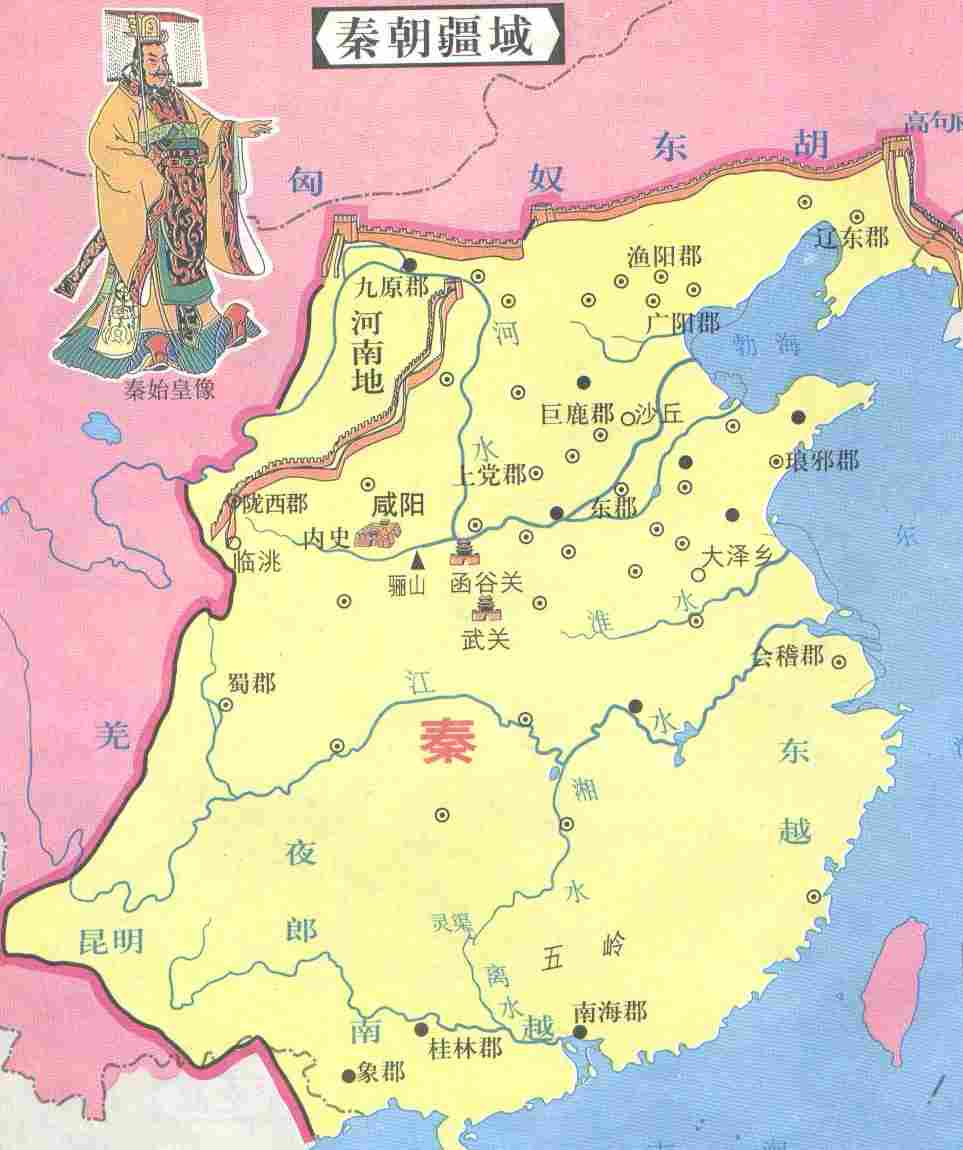 秦朝疆域
秦始皇像
匈奴
东胡
高句
辽东郡
渔阳郡
广阳郡
勃海
九原郡
河南地
河水
巨鹿郡
沙丘
上党郡
琅邪郡
陇西郡
咸阳
内史
东郡
临洮
骊山
函谷关
武关
大泽乡
淮水
东
会稽郡
蜀郡
江水
秦
羌
湘水
东越
夜郎
昆明
灵渠
离水
五岭
南海郡
南越
桂林郡
象郡